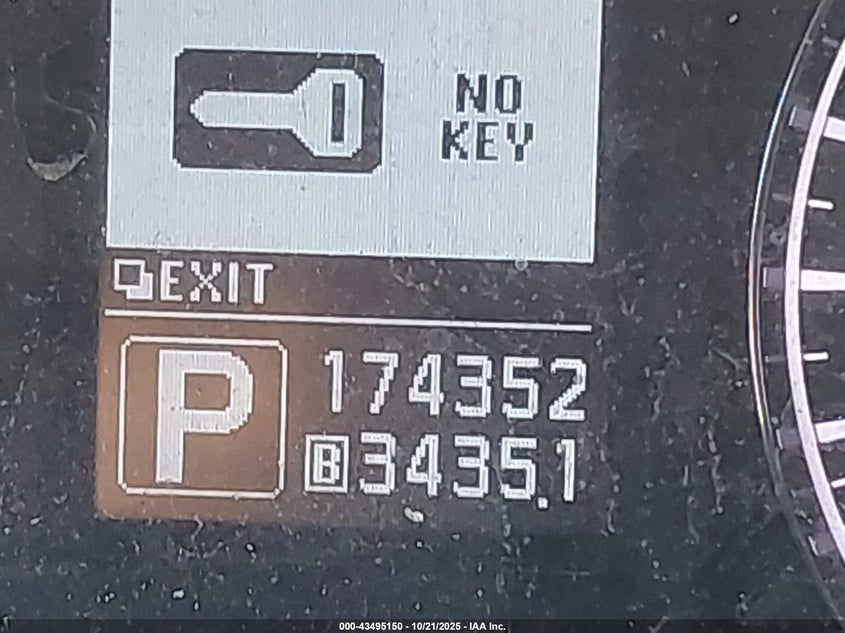 NO
KEY
EXIT
P
174352
B 3435.1
000-43495150 - 10/21/2025 - IAA Inc.